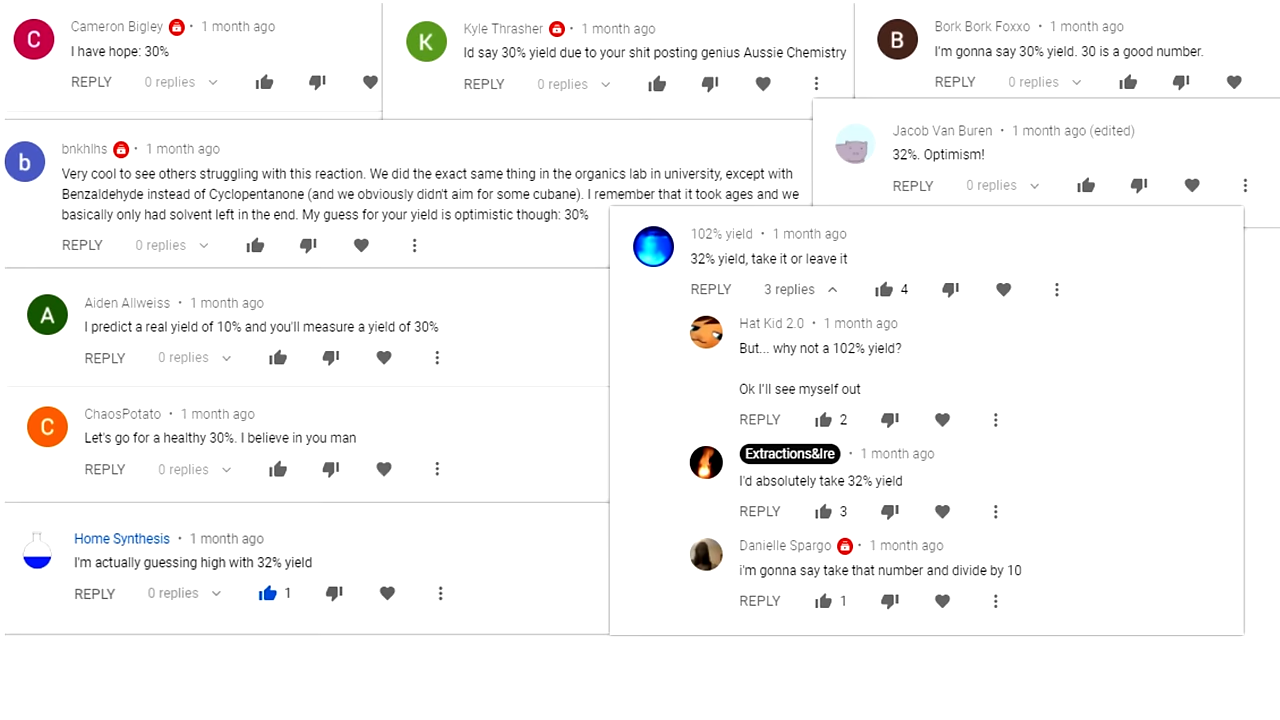 Cameron Bigley • 1 month ago
I have hope: 30%
REPLY 0 replies
Kyle Thrasher • 1 month ago
Id say 30% yield due to your shit posting genius Aussie Chemistry
REPLY 0 replies
Bork Bork Foxxo • 1 month ago
I'm gonna say 30% yield. 30 is a good number.
REPLY 0 replies
Jacob Van Buren • 1 month ago (edited)
32%. Optimism!
REPLY 0 replies
bnkhlhs • 1 month ago
Very cool to see others struggling with this reaction. We did the exact same thing in the organics lab in university, except with
Benzaldehyde instead of Cyclopentanone (and we obviously didn't aim for some cubane). I remember that it took ages and we
basically only had solvent left in the end. My guess for your yield is optimistic though: 30%
REPLY 0 replies
Aiden Allweiss • 1 month ago
I predict a real yield of 10% and you'll measure a yield of 30%
REPLY 0 replies
ChaosPotato • 1 month ago
Let's go for a healthy 30%. I believe in you man
REPLY 0 replies
Home Synthesis • 1 month ago
I'm actually guessing high with 32% yield
REPLY 0 replies 1
102% yield • 1 month ago
32% yield, take it or leave it
REPLY 3 replies 4
Hat Kid 2.0 • 1 month ago
But... why not a 102% yield?
Ok I'll see myself out
REPLY 2
Extractions&Ire • 1 month ago
I'd absolutely take 32% yield
REPLY 3
Danielle Spargo • 1 month ago
i'm gonna say take that number and divide by 10
REPLY 1
C
K
B
b
A
C